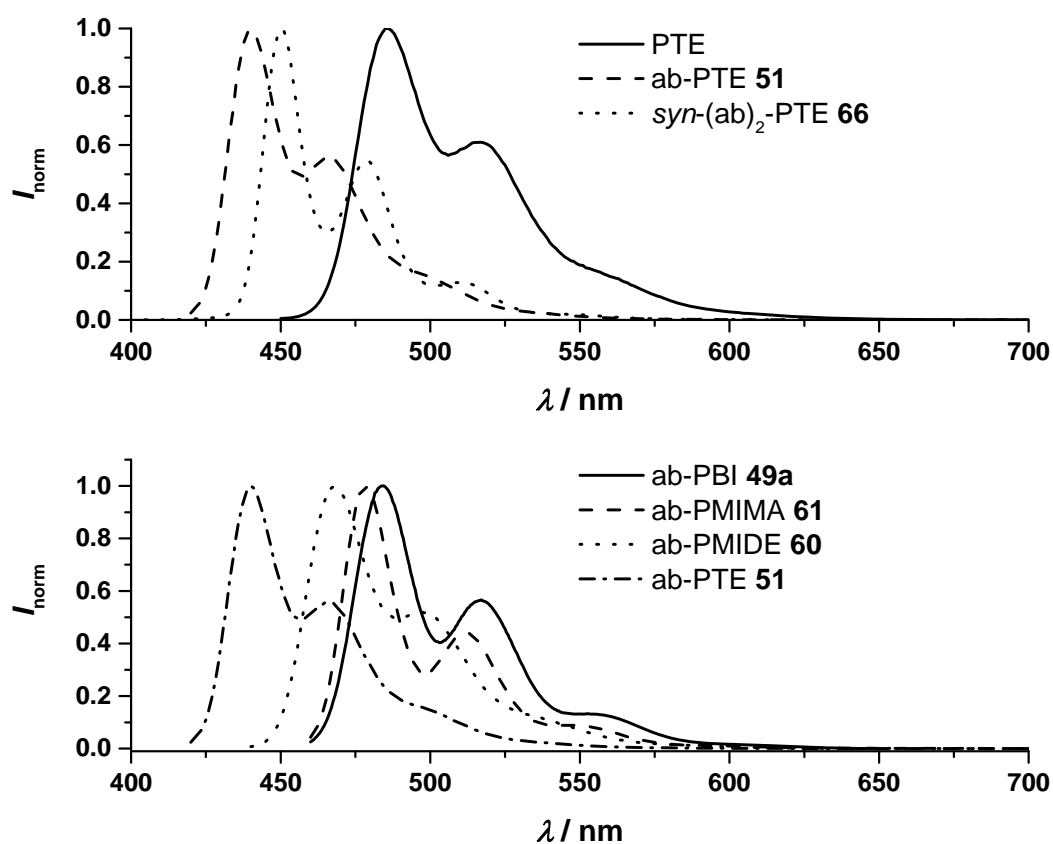 1.0
0.8
0.6
0.4
0.2
0.0
I_norm
PTE
ab-PTE 51
syn-(ab)₂-PTE 66
400 450 500 550 600 650 700
λ / nm
1.0
0.8
0.6
0.4
0.2
0.0
I_norm
ab-PBI 49a
ab-PMIMA 61
ab-PMIDE 60
ab-PTE 51
400 450 500 550 600 650 700
λ / nm